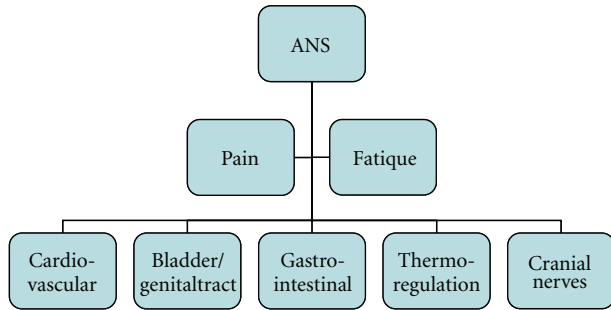 ANS
Pain
Fatique
Cardio-
vascular
Bladder/
genitaltract
Gastro-
intestinal
Thermo-
regulation
Cranial
nerves